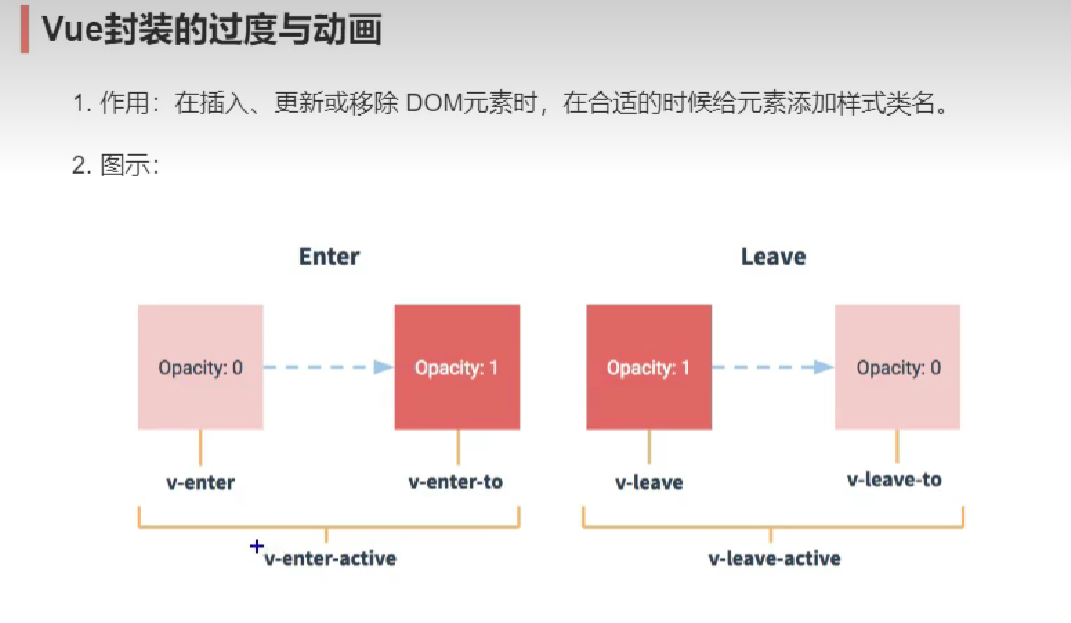 Vue封装的过度与动画
1. 作用：在插入、更新或移除 DOM元素时，在合适的时候给元素添加样式类名。
2. 图示：
Enter
Leave
Opacity: 0
Opacity: 1
Opacity: 1
Opacity: 0
v-enter
v-enter-to
v-leave
v-leave-to
v-enter-active
v-leave-active